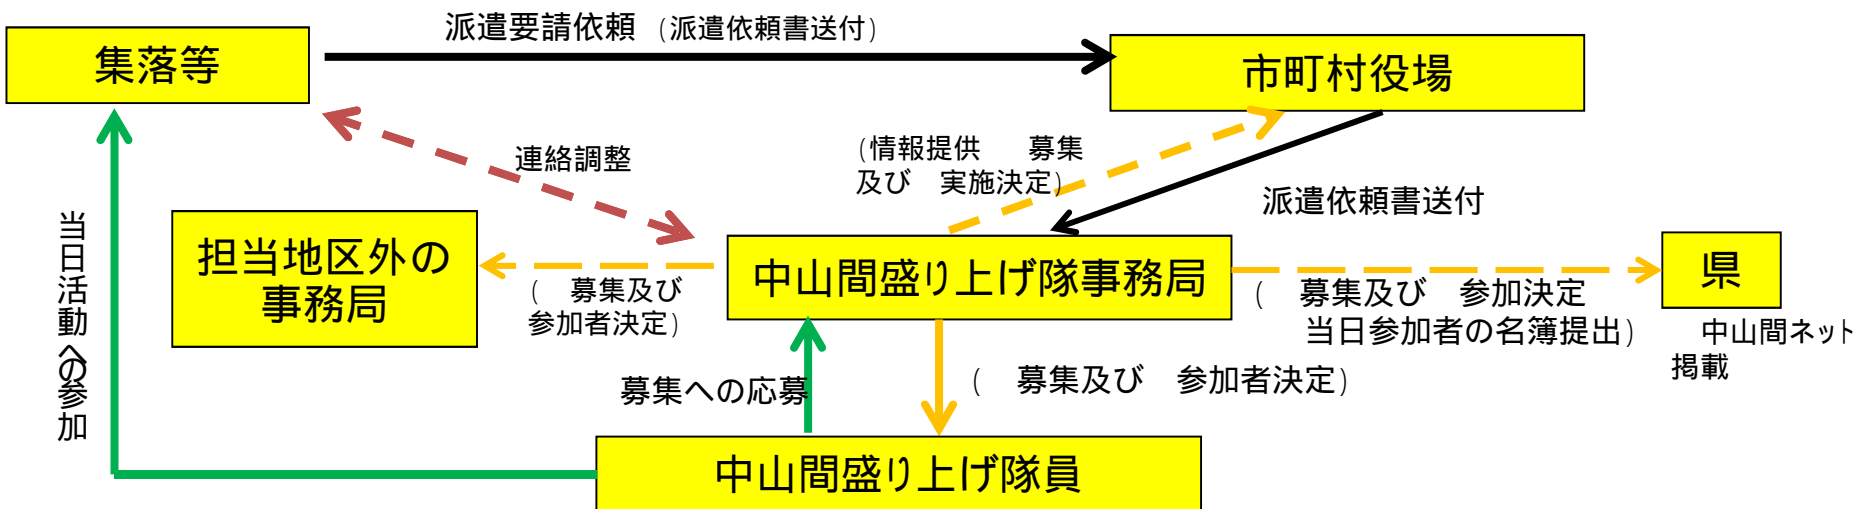 派遣要請依頼 (派遣依頼書送付)
集落等
市町村役場
連絡調整
(情報提供 募集
及び 実施決定)
派遣依頼書送付
当日活動への参加
担当地区外の
事務局
( 募集及び
参加者決定)
中山間盛り上げ隊事務局
( 募集及び 参加決定
当日参加者の名簿提出)
県
中山間ネット
掲載
募集への応募
( 募集及び 参加者決定)
中山間盛り上げ隊員